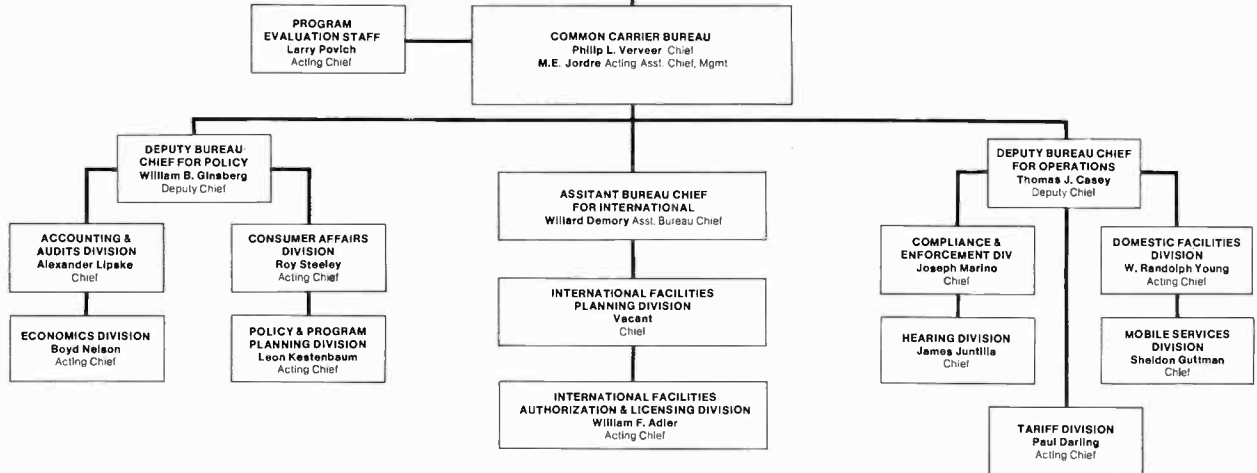 PROGRAM
EVALUATION STAFF
Larry Povich
Acting Chief
COMMON CARRIER BUREAU
Philip L. Verveer Chief
M.E. Jordre Acting Asst. Chief, Mgmt
DEPUTY BUREAU
CHIEF FOR POLICY
William B. Ginsberg
Deputy Chief
ACCOUNTING &
AUDITS DIVISION
Alexander Lipske
Chief
CONSUMER AFFAIRS
DIVISION
Roy Steeley
Acting Chief
ECONOMICS DIVISION
Boyd Nelson
Acting Chief
POLICY & PROGRAM
PLANNING DIVISION
Leon Kestenbaum
Acting Chief
ASSITANT BUREAU CHIEF
FOR INTERNATIONAL
Willard Demory Asst. Bureau Chief
INTERNATIONAL FACILITIES
PLANNING DIVISION
Vacant
Chief
INTERNATIONAL FACILITIES
AUTHORIZATION & LICENSING DIVISION
William F. Adler
Acting Chief
DEPUTY BUREAU CHIEF
FOR OPERATIONS
Thomas J. Casey
Deputy Chief
COMPLIANCE &
ENFORCEMENT DIV
Joseph Marino
Chief
DOMESTIC FACILITIES
DIVISION
W. Randolph Young
Acting Chief
HEARING DIVISION
James Juntilla
Chief
MOBILE SERVICES
DIVISION
Sheldon Guttman
Chief
TARIFF DIVISION
Paul Darling
Acting Chief